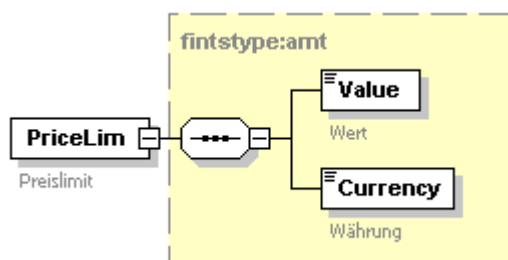 fintstype:amt
PriceLim
Preislimit
Value
Wert
Currency
Währung